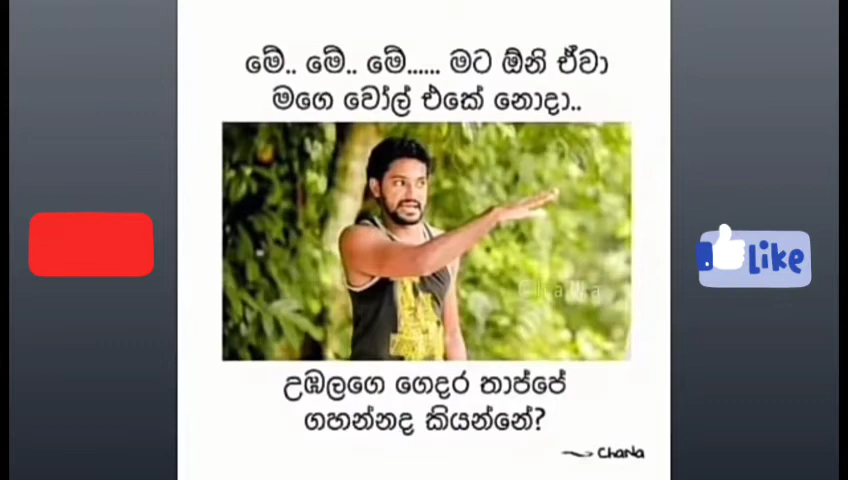 මේ.. මේ.. මේ...... මට ඕනි ඒවා
මගෙ වෝල් එකේ නොදා..
උඹලගෙ ගෙදර තාප්පේ
ගහන්නද කියන්නේ?
ChaNa
Like